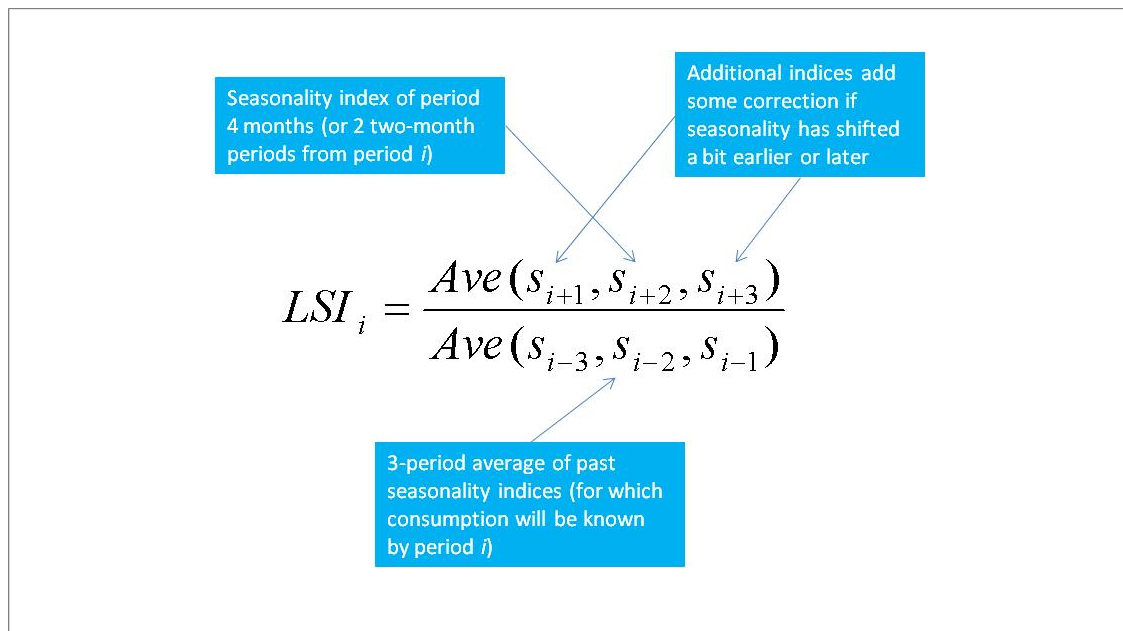 Seasonality index of period
4 months (or 2 two-month
periods from period i)
Additional indices add
some correction if
seasonality has shifted
a bit earlier or later
LSI_i = Ave(s_{i+1}, s_{i+2}, s_{i+3}) / Ave(s_{i-3}, s_{i-2}, s_{i-1})
3-period average of past
seasonality indices (for which
consumption will be known
by period i)